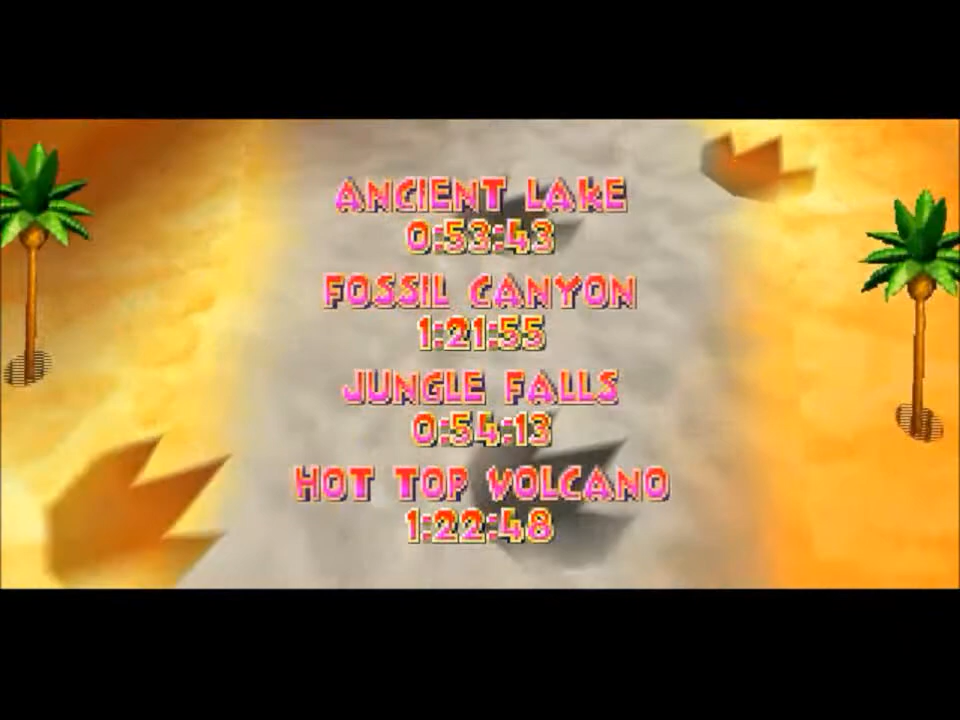 ANCIENT LAKE
0:53:43
FOSSIL CANYON
1:21:55
JUNGLE FALLS
0:54:13
HOT TOP VOLCANO
1:22:48